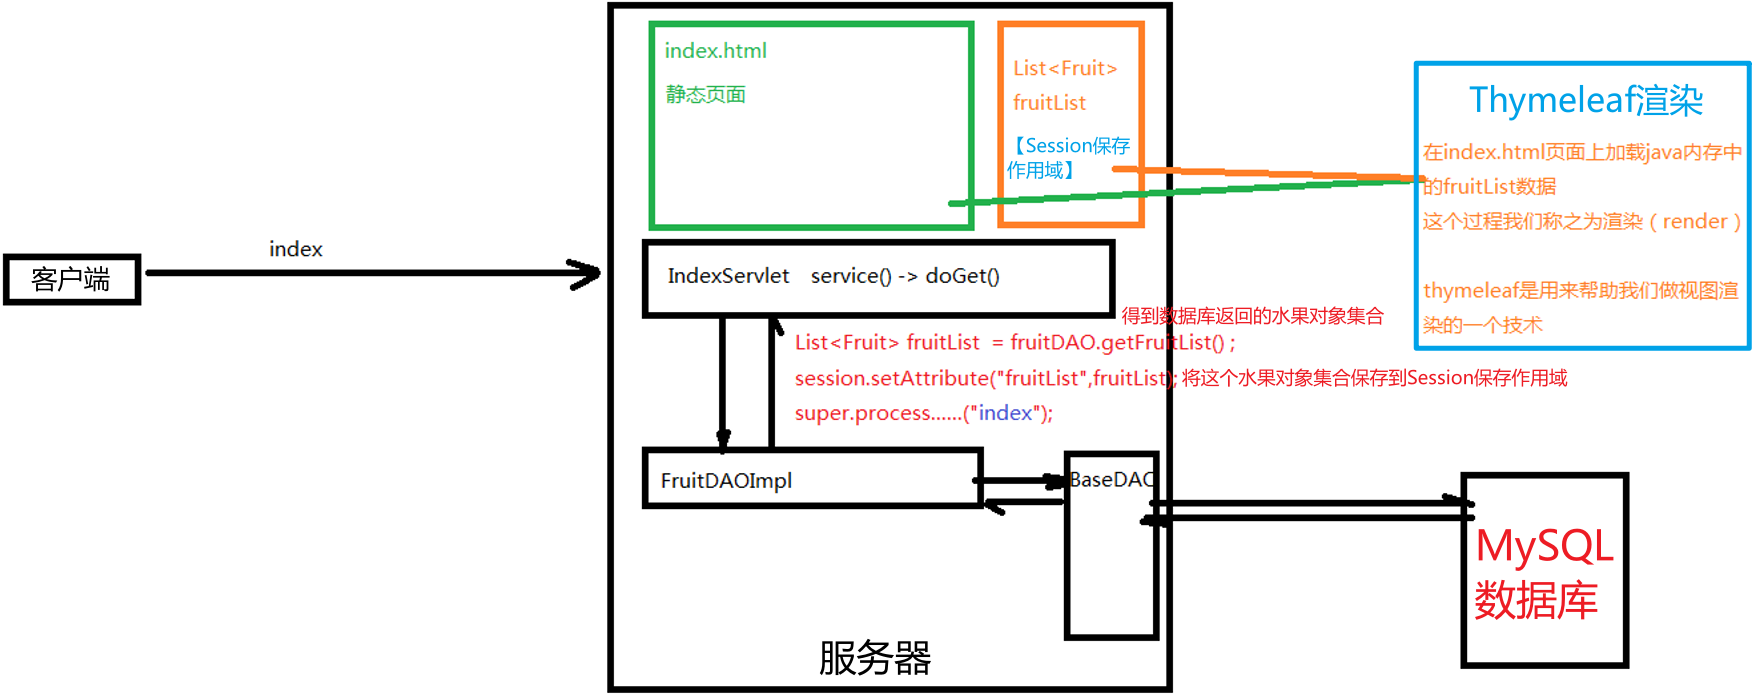 index.html
静态页面
List<Fruit>
fruitList
【Session保存
作用域】
Thymeleaf渲染
在index.html页面上加载java内存中
的fruitList数据
这个过程我们称之为渲染（render）
thymeleaf是用来帮助我们做视图渲
染的一个技术
index
客户端
IndexServlet service() -> doGet()
得到数据库返回的水果对象集合
List<Fruit> fruitList = fruitDAO.getFruitList() ;
session.setAttribute("fruitList",fruitList); 将这个水果对象集合保存到Session保存作用域
super.process......("index");
FruitDAOImpl
BaseDAO
MySQL
数据库
服务器